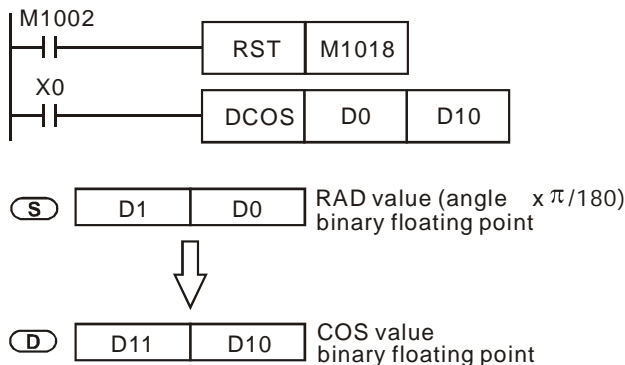 M1002
RST M1018
X0
DCOS D0 D10
S D1 D0 RAD value (angle x π/180)
binary floating point
D D11 D10 COS value
binary floating point